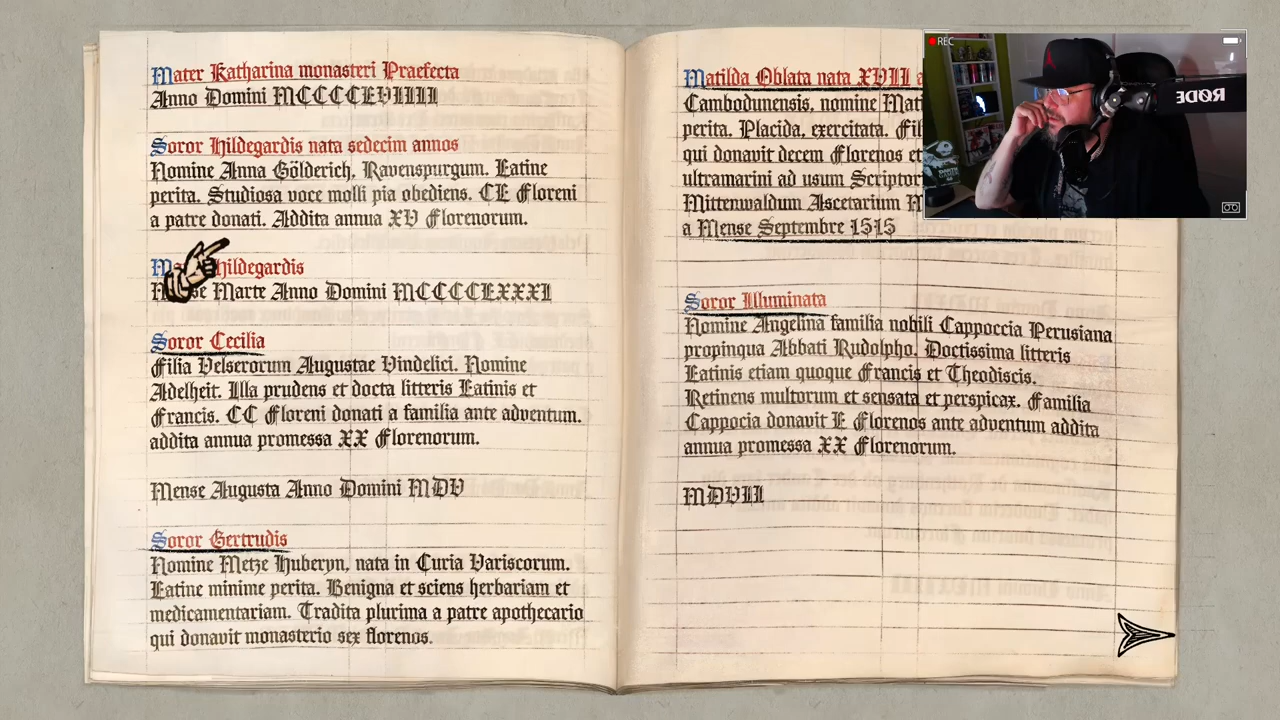 Mater Katharina monasteri Praefecta
Anno Domini MCCCCLVIIII
Soror Hildegardis nata sedecim annos
Nomine Anna Gölderich, Ravenspurgum. Latine
perita. Studiosa voce molli pia obediens. CL Floreni
a patre donati. Addita annua XV Florenorum.
Hildegardis
Marte Anno Domini MCCCCLXXXI
Soror Cecilia
Filia Velserorum Augustae Vindelici. Nomine
Adelheit. Illa prudens et docta litteris Latinis et
Francis. CC Floreni donati a familia ante adventum.
addita annua promessa XX Florenorum.
Mense Augusta Anno Domini MDV
Soror Gertrudis
Nomine Metze Huberyn, nata in Curia Variscorum.
Latine minime perita. Benigna et sciens herbariam et
medicamentariam. Tradita plurima a patre apothecario
qui donavit monasterio sex florenos.
Matilda Oblata nata XVII a
Cambodunensis, nomine Mat
perita. Placida, exercitata. Fil
qui donavit decem Florenos et
ultramarini ad usum Scriptor
Mittenwaldum Ascetarium M
a Mense Septembre 1515
Soror Illuminata
Nomine Angelina familia nobili Cappoccia Perusiana
propinqua Abbati Rudolpho. Doctissima litteris
Latinis etiam quoque Francis et Theodiscis.
Retinens multorum et sensata et perspicax. Familia
Cappocia donavit L Florenos ante adventum addita
annua promessa XX Florenorum.
MDVII
REC
RØDE